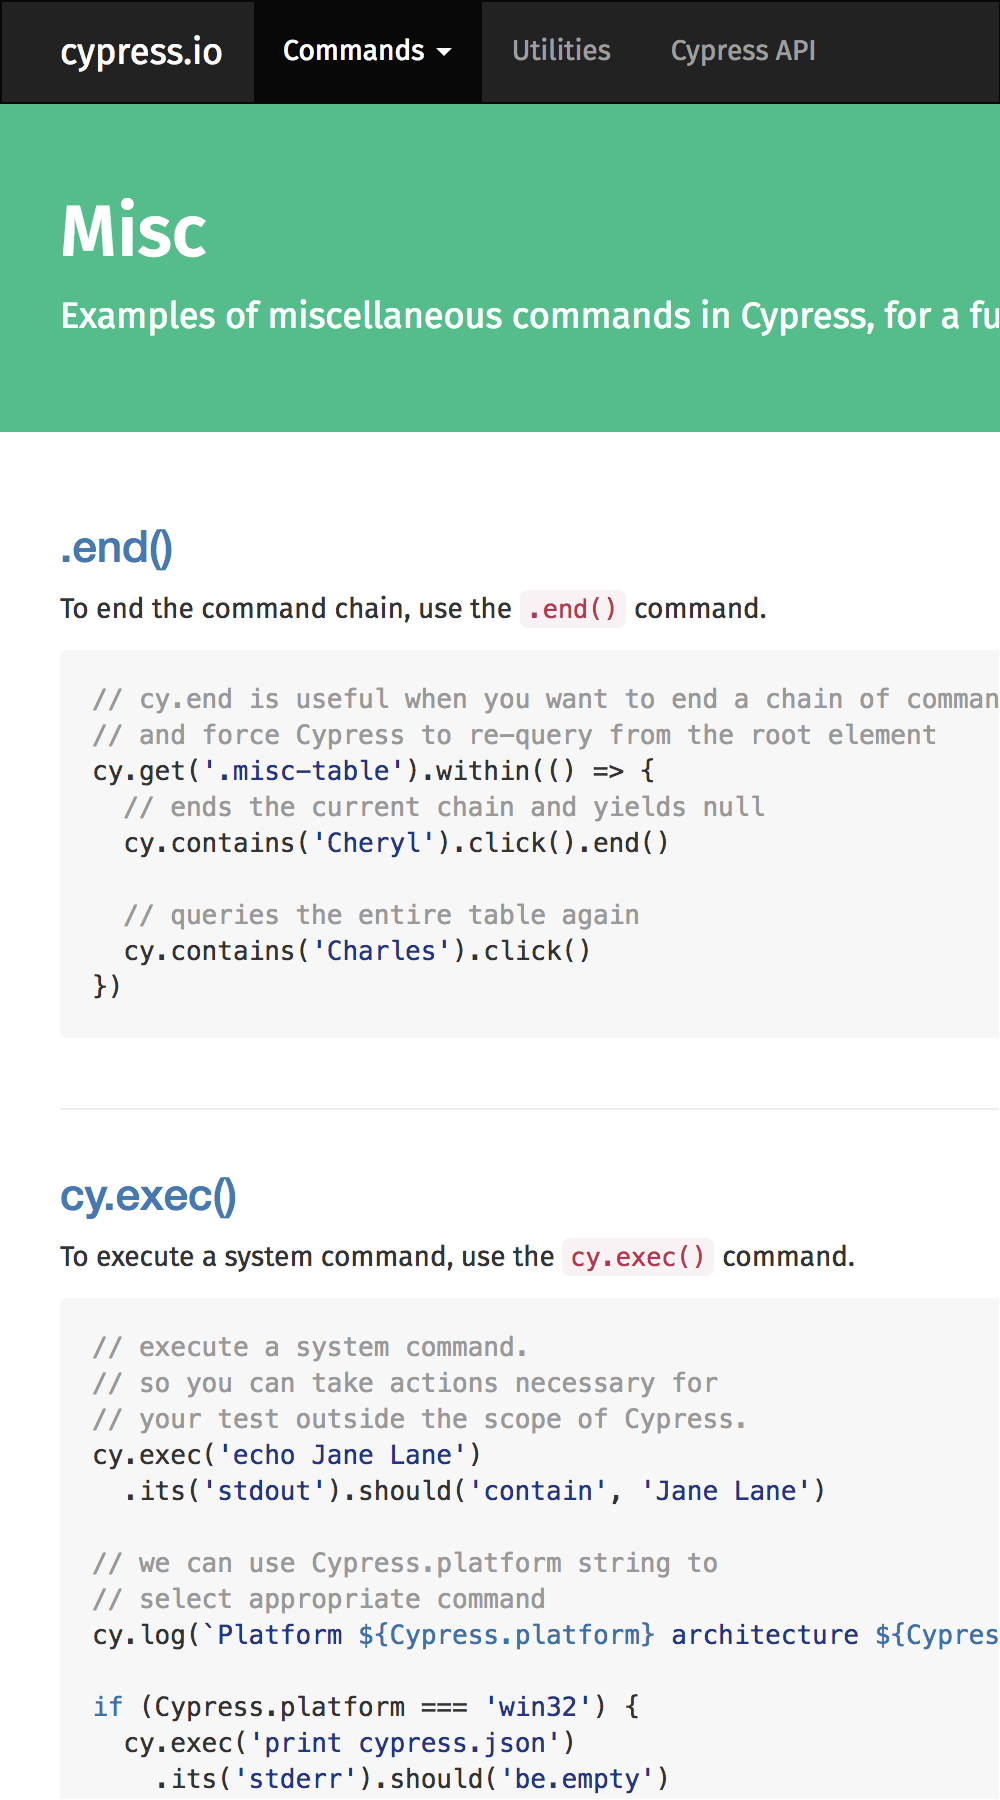 cypress.io Commands Utilities Cypress API
Misc
Examples of miscellaneous commands in Cypress, for a
.end()
To end the command chain, use the .end() command.
// cy.end is useful when you want to end a chain of
// and force Cypress to re-query from the root element
cy.get('.misc-table').within(() => {
  // ends the current chain and yields null
  cy.contains('Cheryl').click().end()
  // queries the entire table again
  cy.contains('Charles').click()
})
cy.exec()
To execute a system command, use the cy.exec() command.
// execute a system command.
// so you can take actions necessary for
// your test outside the scope of Cypress.
cy.exec('echo Jane Lane')
  .its('stdout').should('contain', 'Jane Lane')
// we can use Cypress.platform string to
// select appropriate command
cy.log(`Platform ${Cypress.platform} architecture
if (Cypress.platform === 'win32') {
  cy.exec('print cypress.json')
    .its('stderr').should('be.empty')